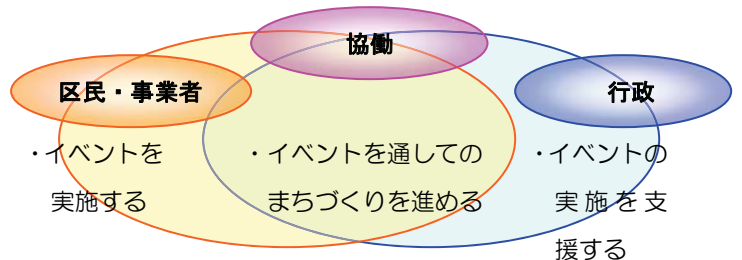 協働
区民・事業者
行政
・イベントを
実施する
・イベントを通しての
まちづくりを進める
・イベントの
実施を支
援する